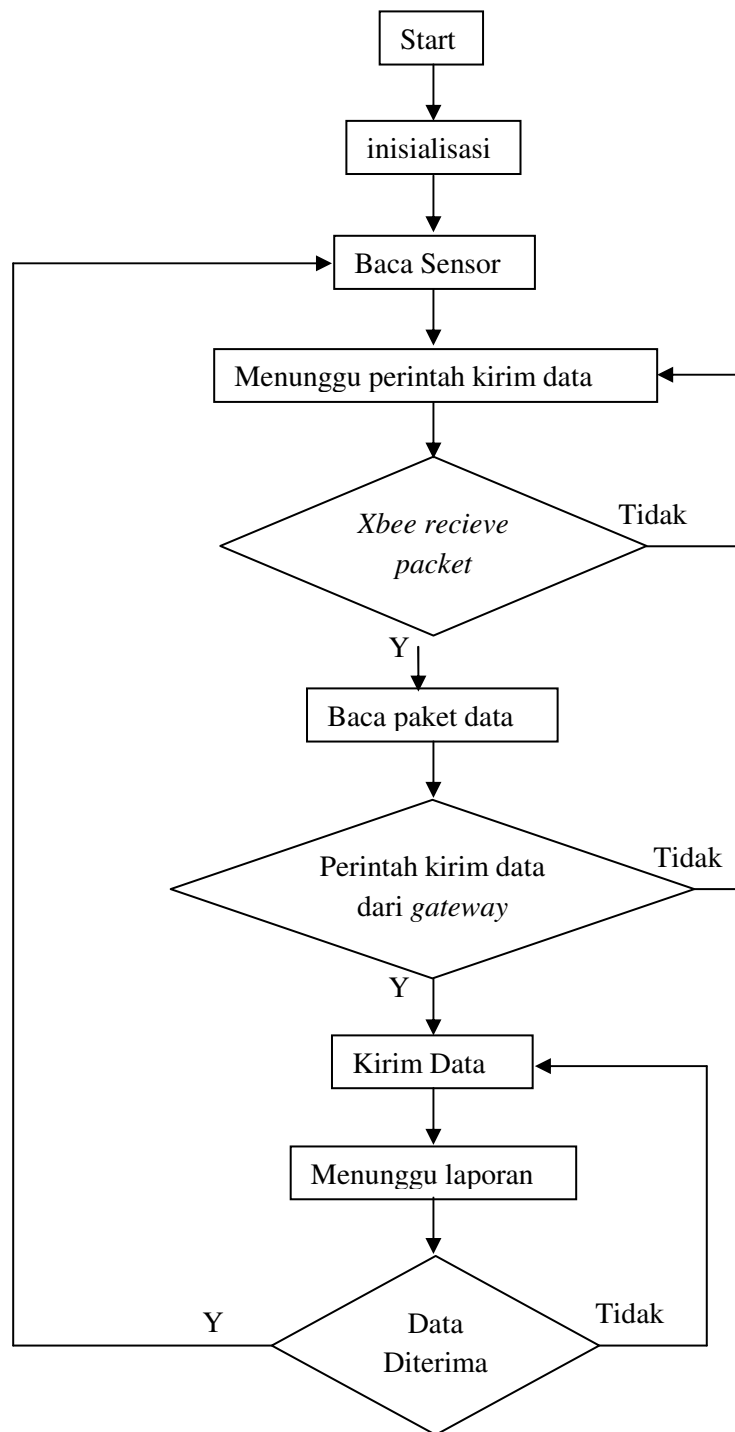 Start
inisialisasi
Baca Sensor
Menunggu perintah kirim data
Xbee recieve
packet
Tidak
Y
Baca paket data
Perintah kirim data
dari gateway
Tidak
Y
Kirim Data
Menunggu laporan
Y
Data
Diterima
Tidak